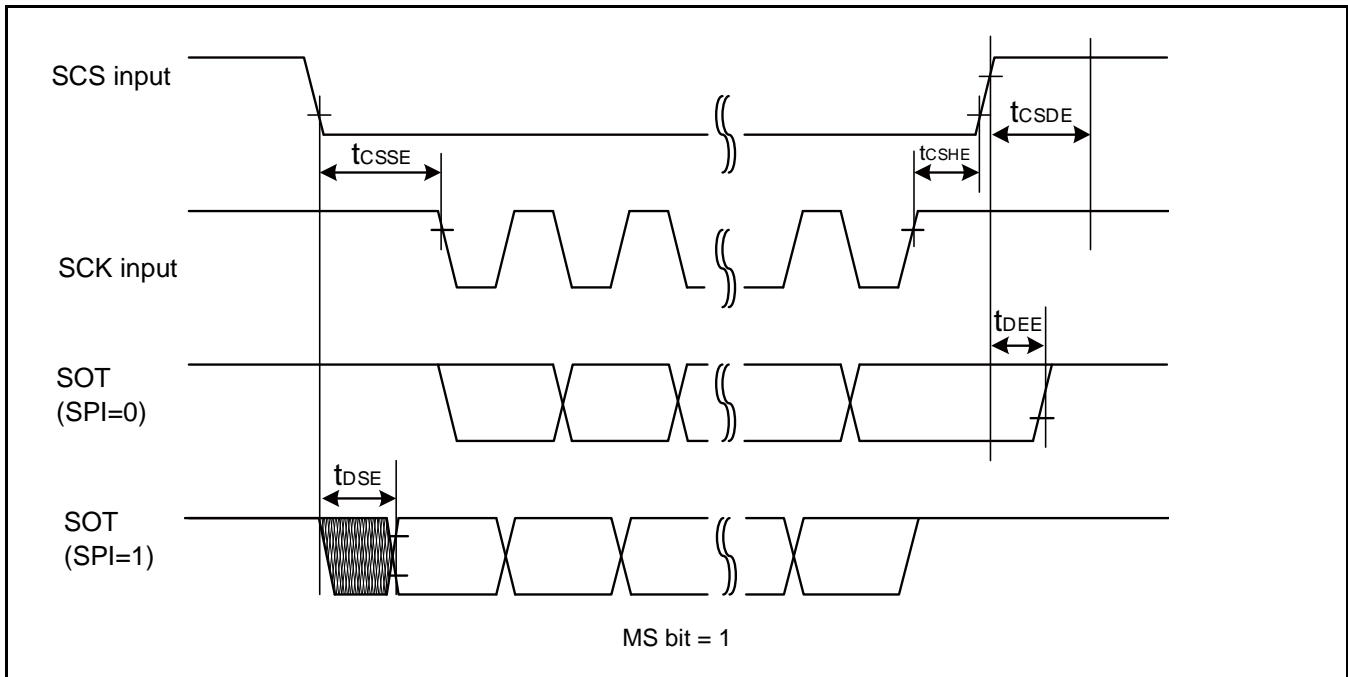 SCS input
tCSDE
tCSSE
tCSHE
SCK input
tDEE
SOT
(SPI=0)
tDSE
SOT
(SPI=1)
MS bit = 1